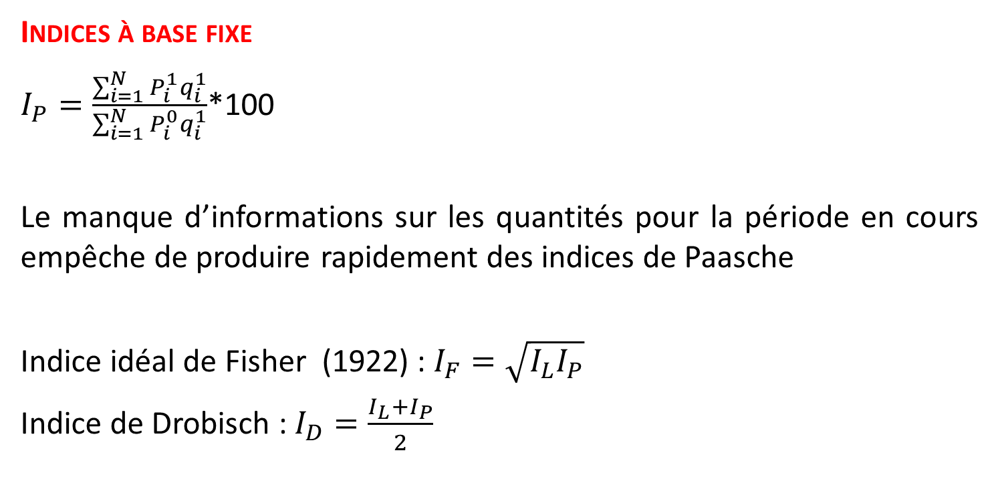 INDICES À BASE FIXE
$I_P = \frac{\sum_{i=1}^{N} P_i^1 q_i^1}{\sum_{i=1}^{N} P_i^0 q_i^1}$*100
Le manque d’informations sur les quantités pour la période en cours
empêche de produire rapidement des indices de Paasche
Indice idéal de Fisher (1922) : $I_F = \sqrt{I_L I_P}$
Indice de Drobisch : $I_D = \frac{I_L + I_P}{2}$